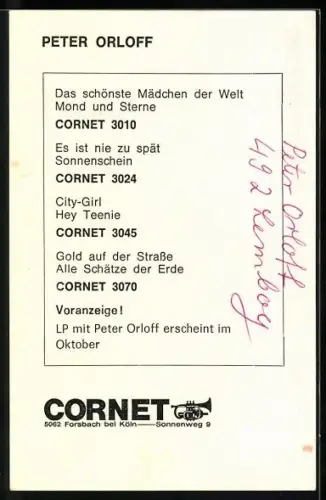 PETER ORLOFF
Das schönste Mädchen der Welt
Mond und Sterne
CORNET 3010
Es ist nie zu spät
Sonnenschein
CORNET 3024
City-Girl
Hey Teenie
CORNET 3045
Gold auf der Straße
Alle Schätze der Erde
CORNET 3070
Voranzeige!
LP mit Peter Orloff erscheint im
Oktober
Peter Orloff
492 Lemboy
CORNET
5062 Forsbach bei Köln——Sonnenweg 9